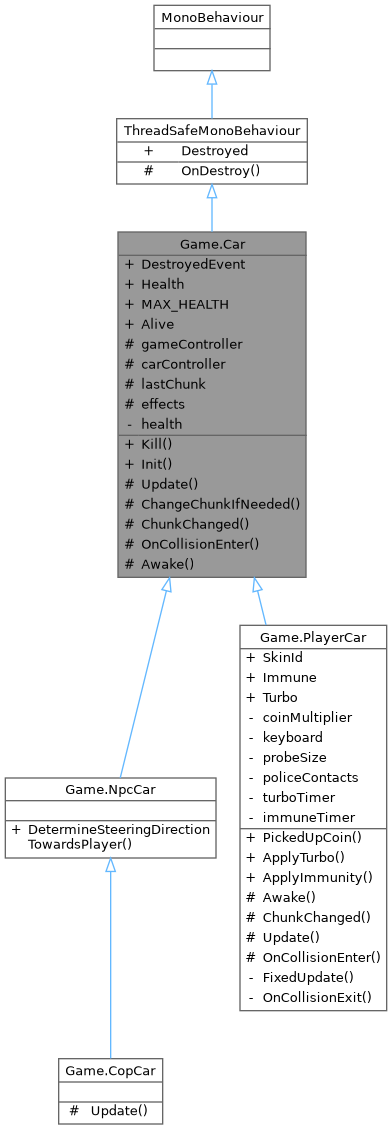 MonoBehaviour
ThreadSafeMonoBehaviour
+ Destroyed
# OnDestroy()
Game.Car
+ DestroyedEvent
+ Health
+ MAX_HEALTH
+ Alive
# gameController
# carController
# lastChunk
# effects
- health
+ Kill()
+ Init()
# Update()
# ChangeChunkIfNeeded()
# ChunkChanged()
# OnCollisionEnter()
# Awake()
Game.PlayerCar
+ SkinId
+ Immune
+ Turbo
- coinMultiplier
- keyboard
- probeSize
- policeContacts
- turboTimer
- immuneTimer
+ PickedUpCoin()
+ ApplyTurbo()
+ ApplyImmunity()
# Awake()
# ChunkChanged()
# Update()
# OnCollisionEnter()
- FixedUpdate()
- OnCollisionExit()
Game.NpcCar
+ DetermineSteeringDirection
TowardsPlayer()
Game.CopCar
# Update()